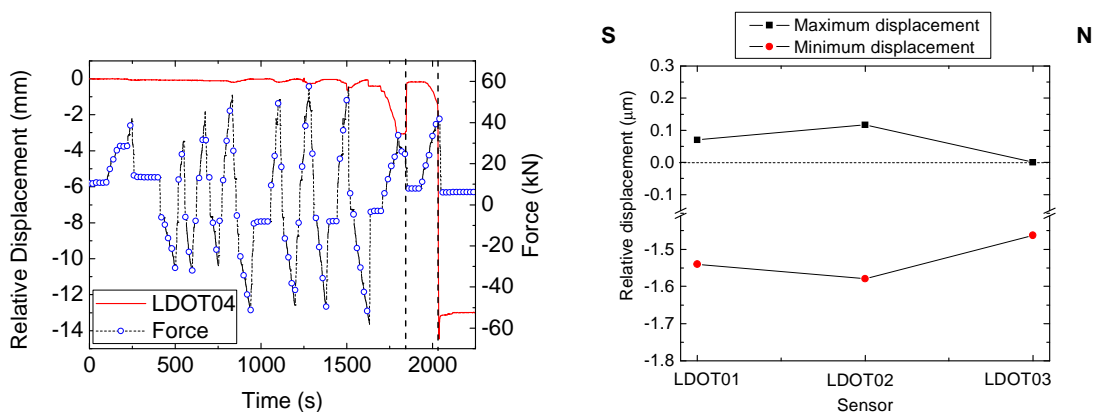 0
-2
-4
-6
-8
-10
-12
-14
Relative Displacement (mm)
LDOT04
Force
0
500
1000
1500
2000
Time (s)
60
40
20
0
-20
-40
-60
Force (kN)
S
Maximum displacement
Minimum displacement
N
0.3
0.2
0.1
0.0
-0.1
-1.5
-1.6
-1.7
-1.8
Relative displacement (µm)
LDOT01
LDOT02
LDOT03
Sensor